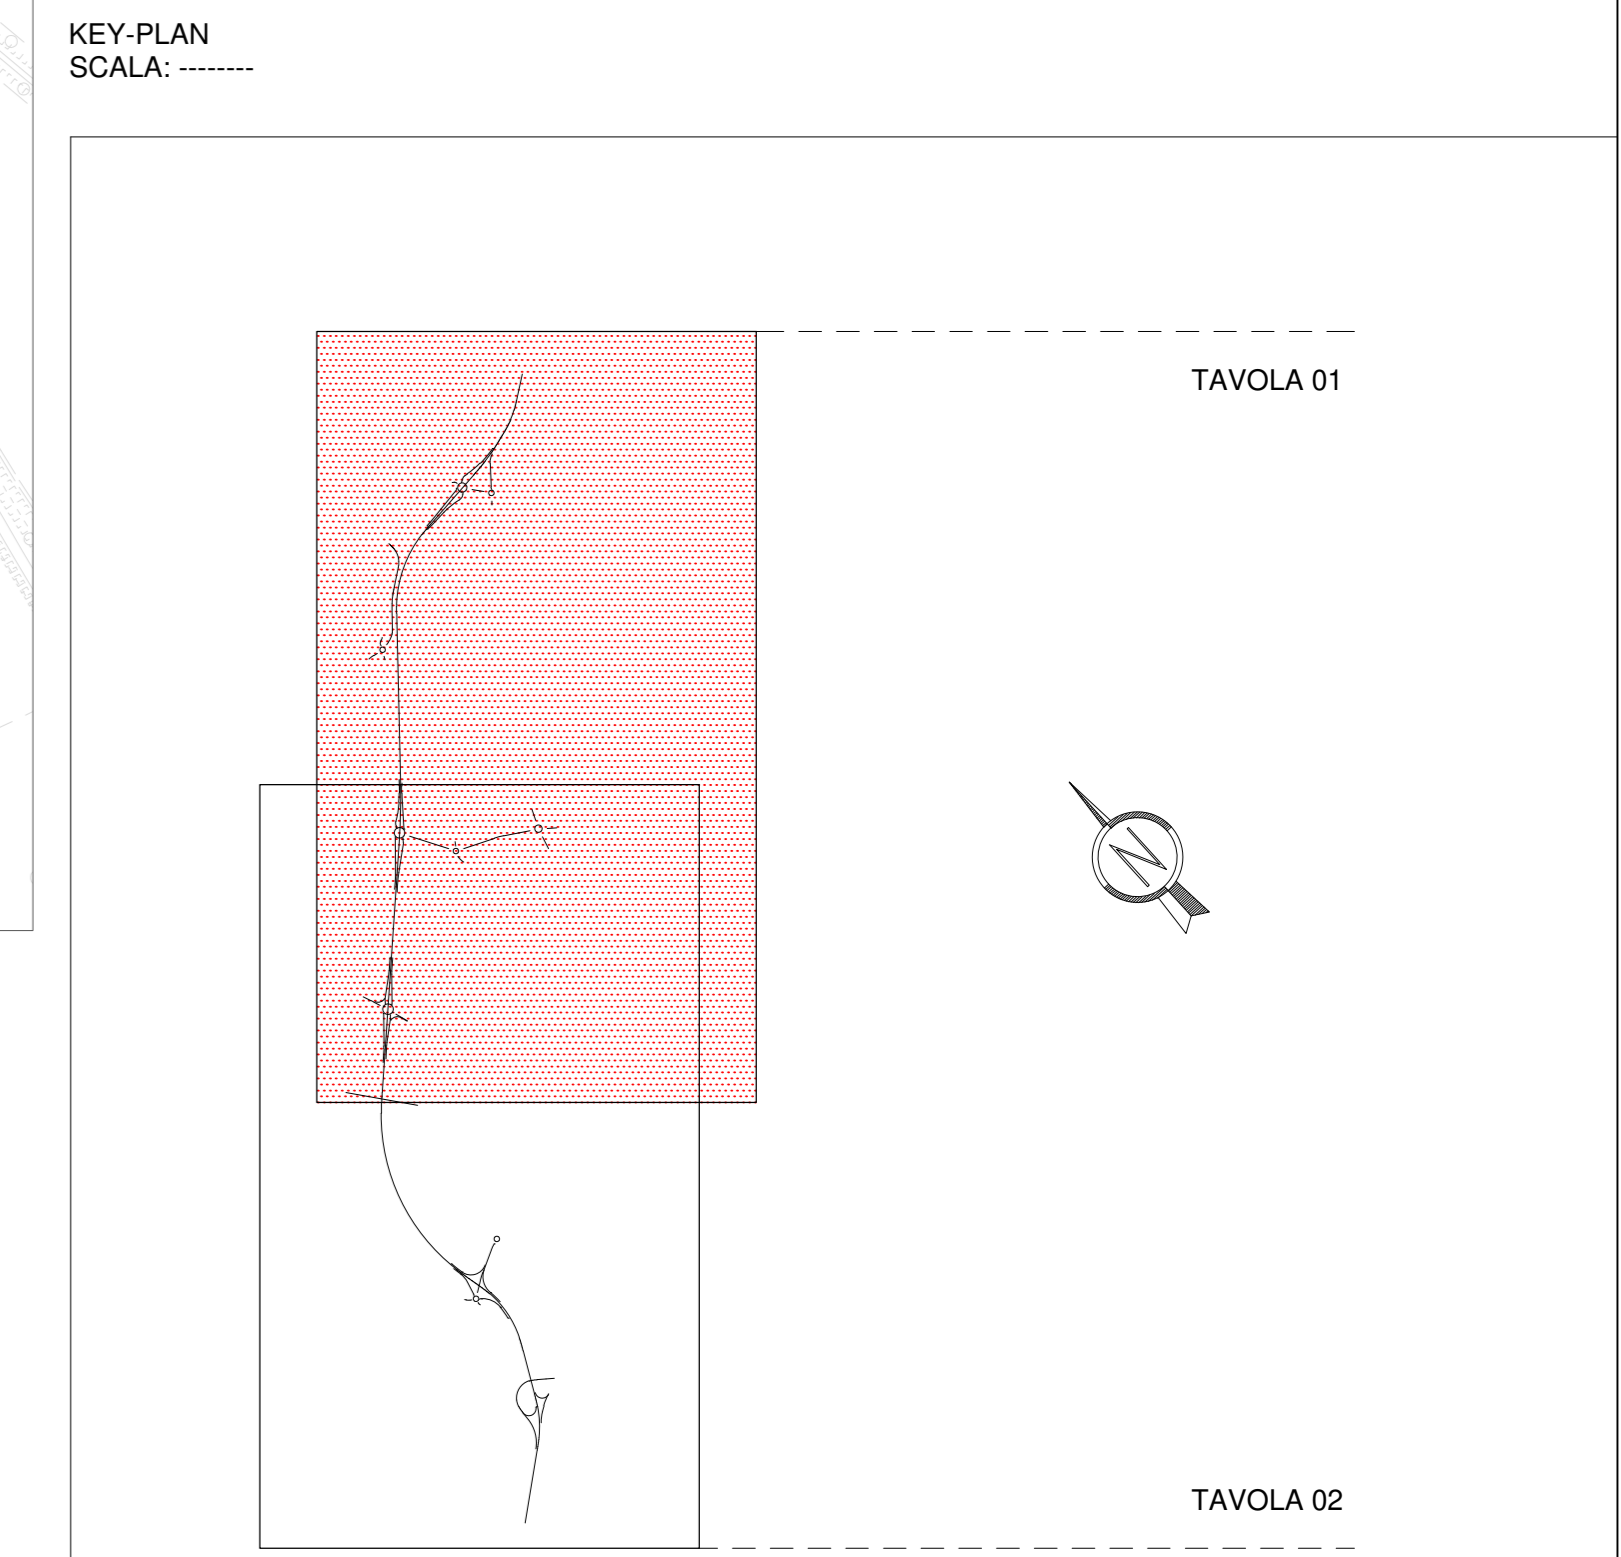 KEY-PLAN
SCALA: --------
TAVOLA 01
N
TAVOLA 02